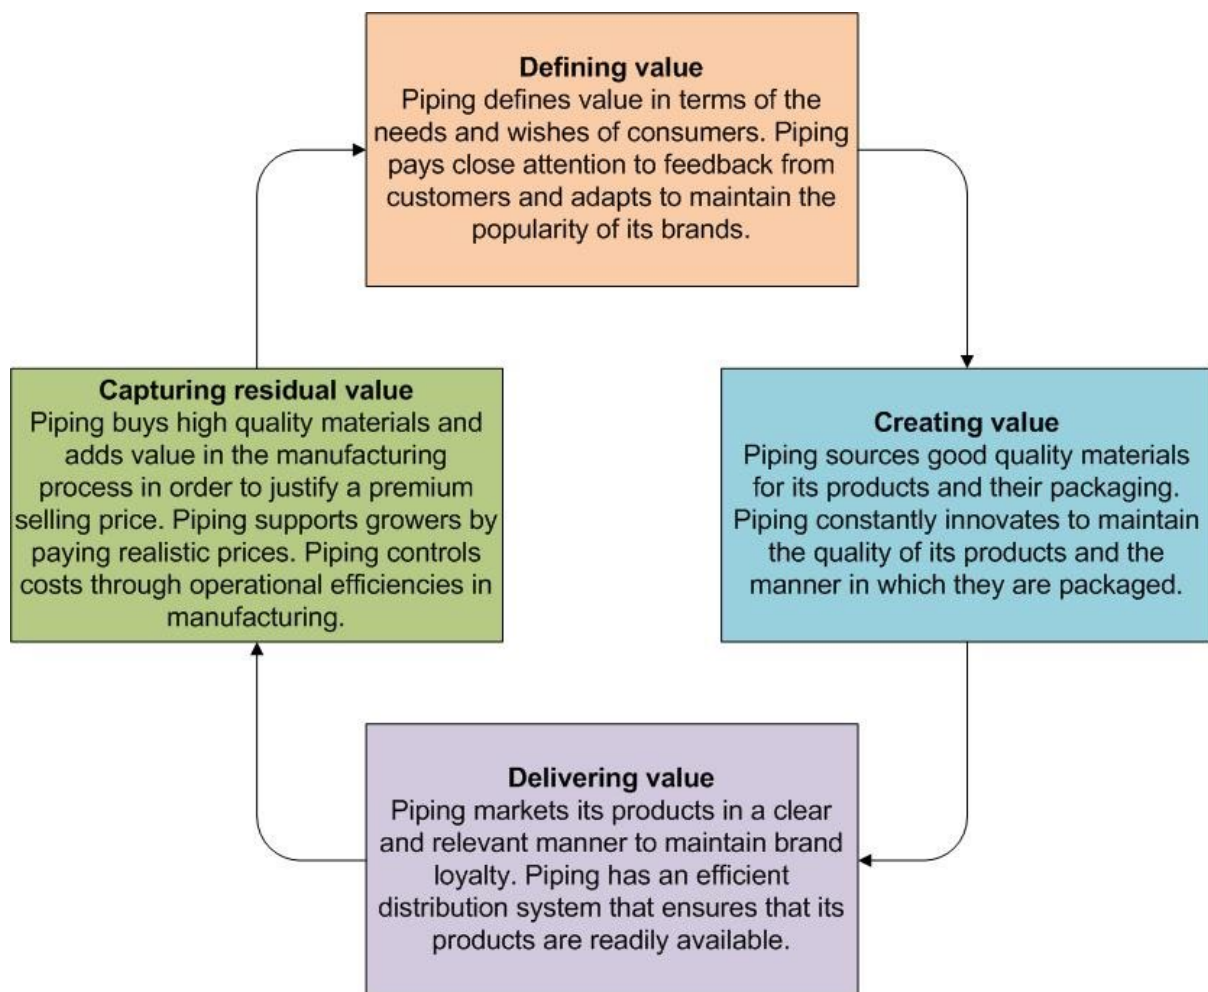 Defining value
Piping defines value in terms of the
needs and wishes of consumers. Piping
pays close attention to feedback from
customers and adapts to maintain the
popularity of its brands.
Capturing residual value
Piping buys high quality materials and
adds value in the manufacturing
process in order to justify a premium
selling price. Piping supports growers by
paying realistic prices. Piping controls
costs through operational efficiencies in
manufacturing.
Creating value
Piping sources good quality materials
for its products and their packaging.
Piping constantly innovates to maintain
the quality of its products and the
manner in which they are packaged.
Delivering value
Piping markets its products in a clear
and relevant manner to maintain brand
loyalty. Piping has an efficient
distribution system that ensures that its
products are readily available.